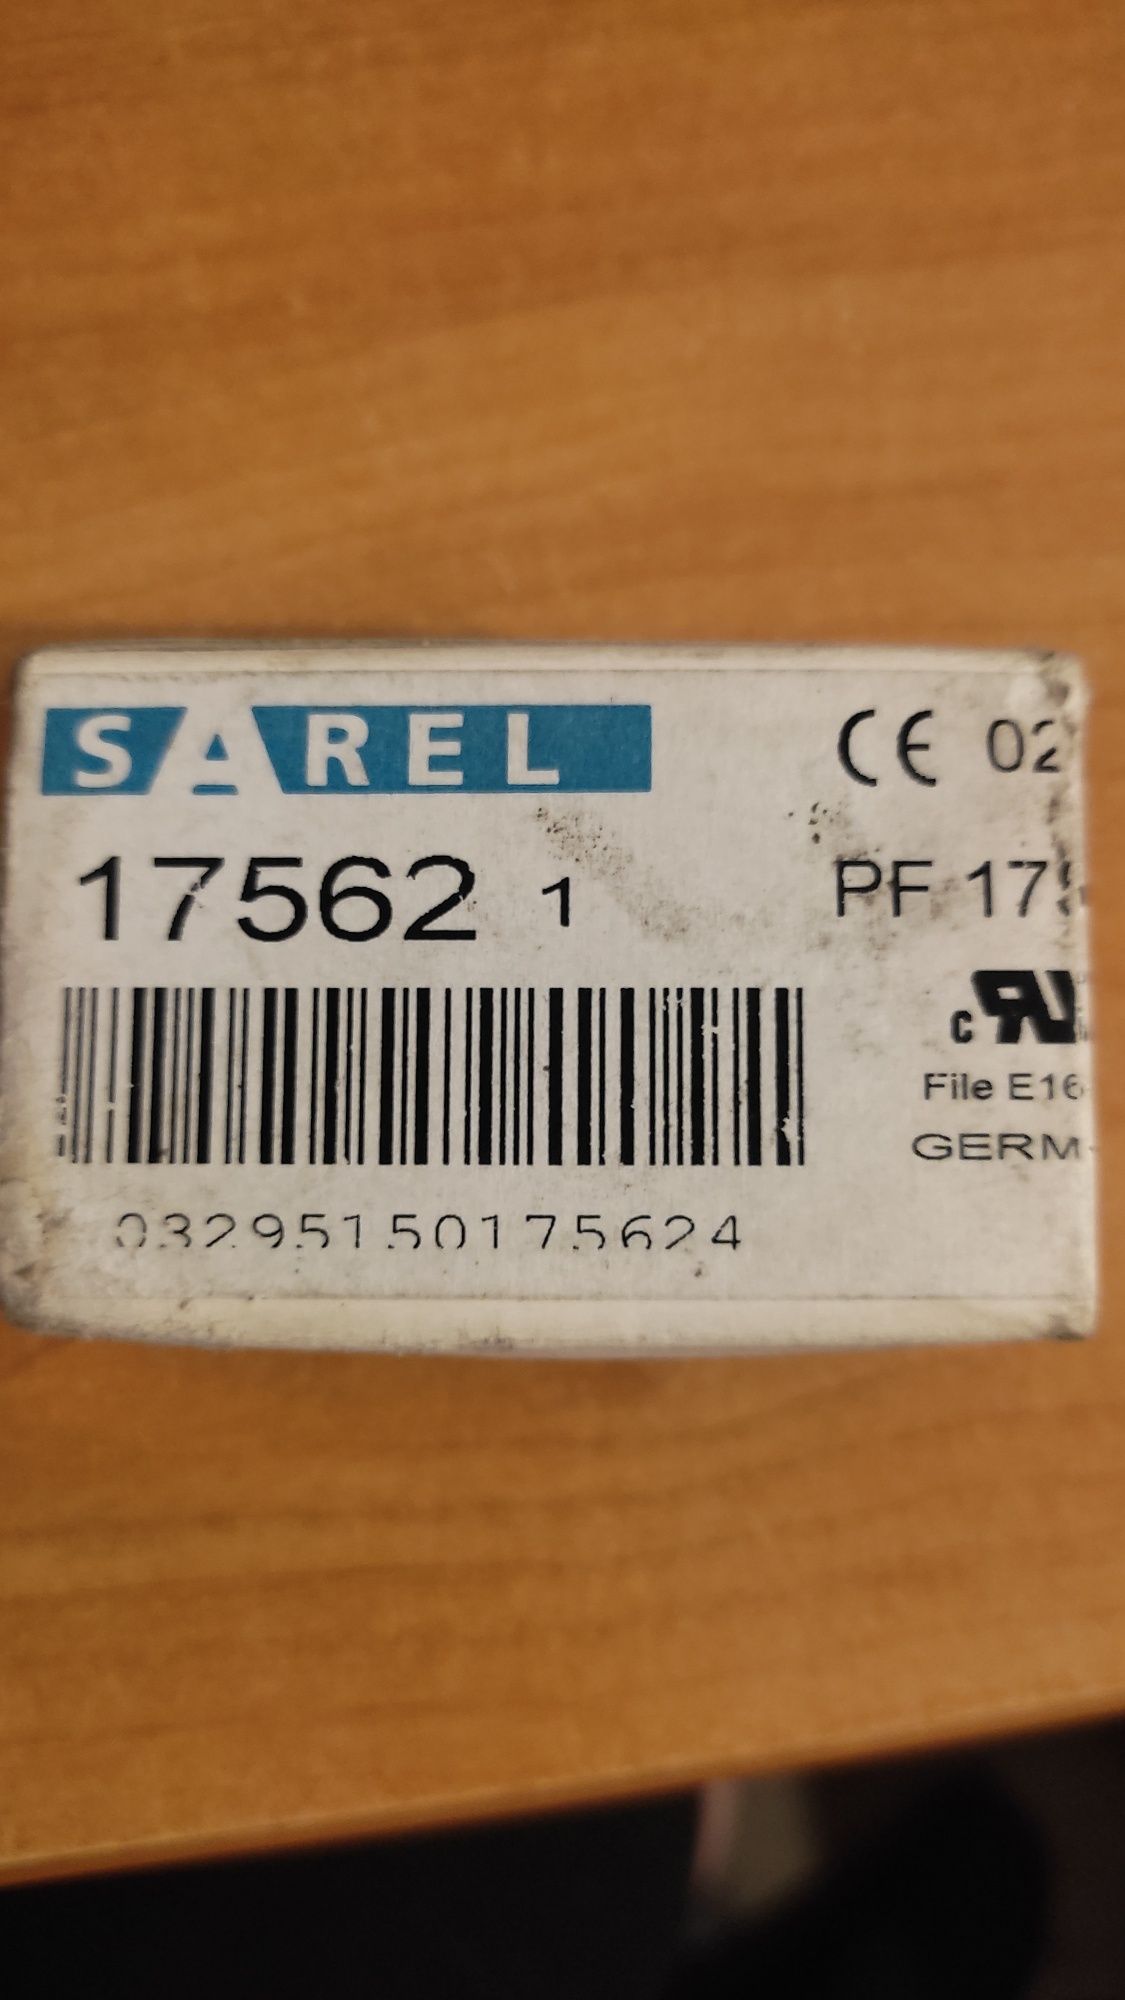 SAREL
CE 02
17562 1
PF 17
c
File E16
GERM
03295150175624